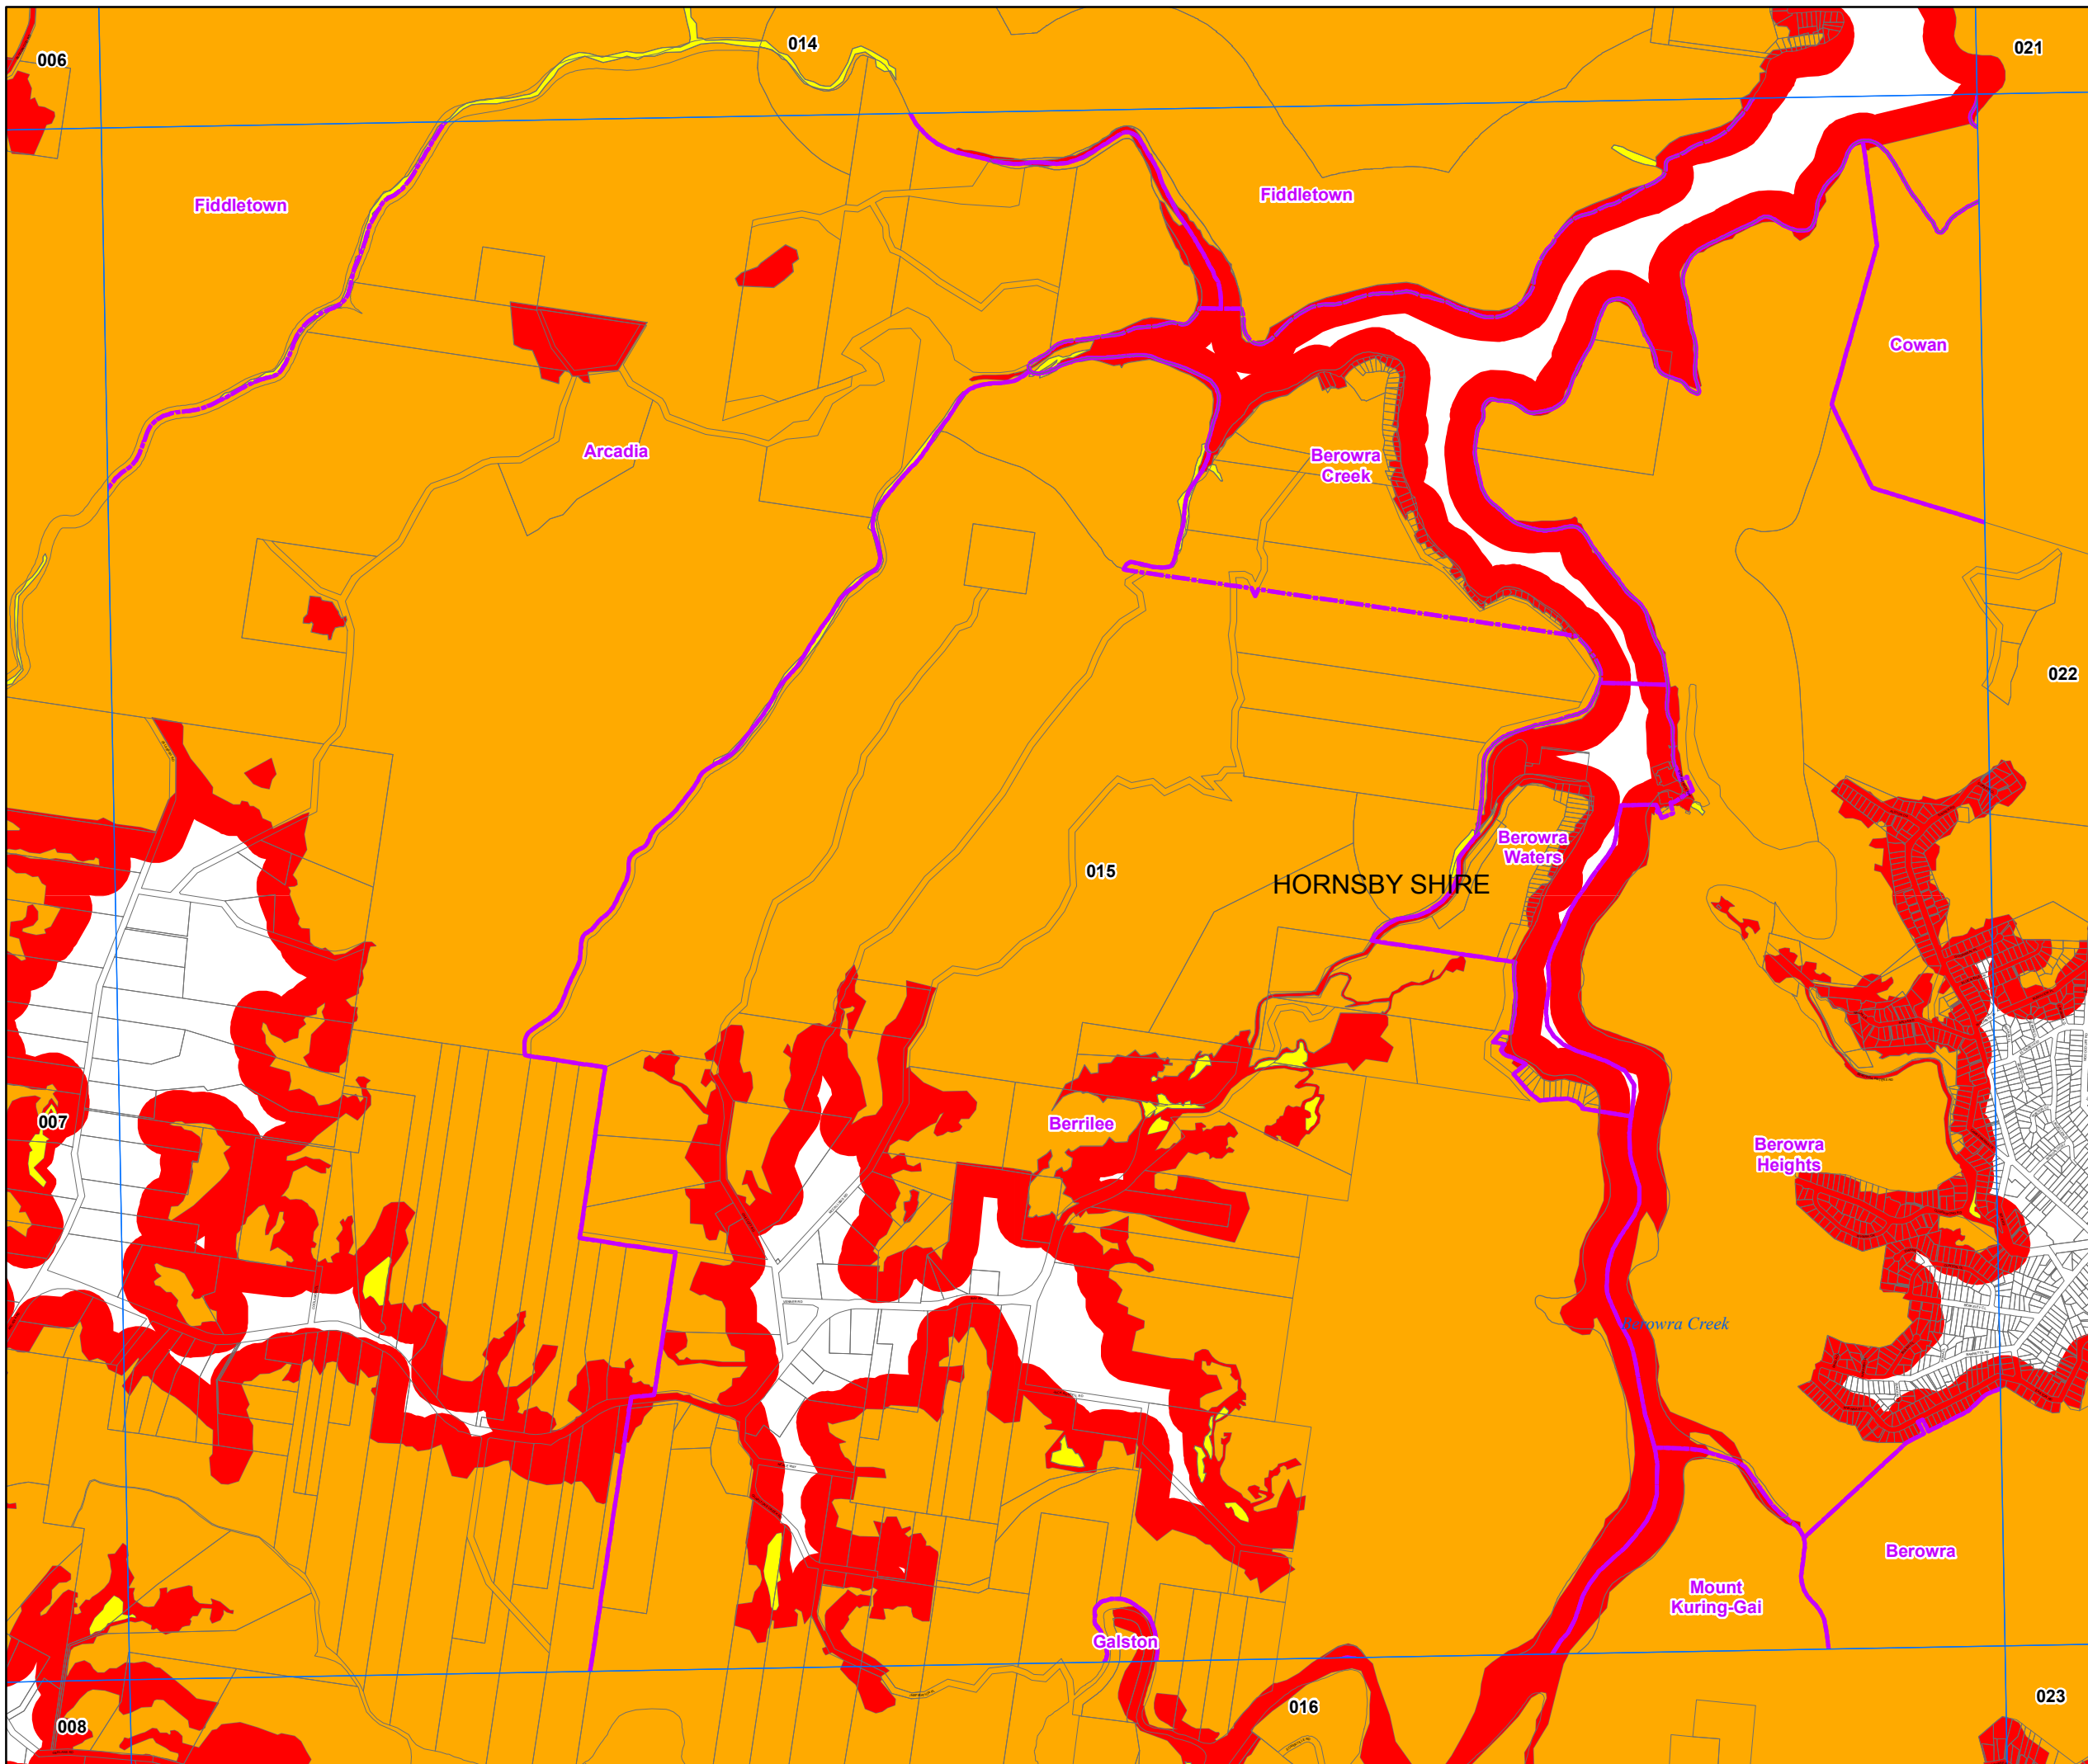 014
021
006
Fiddletown
Fiddletown
Cowan
Arcadia
Berowra
Creek
022
Berowra
Waters
015
HORNSBY SHIRE
007
Berrilee
Berowra
Heights
Berowra Creek
Berowra
Mount
Kuring-Gai
Galston
016
023
008